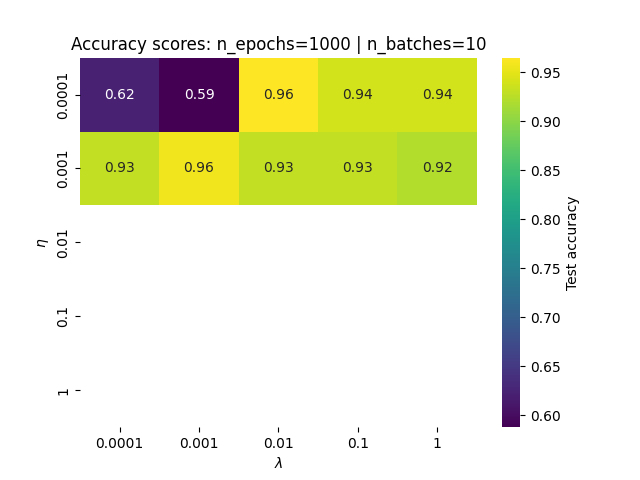 Accuracy scores: n_epochs=1000 | n_batches=10
0.0001 0.62 0.59 0.96 0.94 0.94
0.001 0.93 0.96 0.93 0.93 0.92
0.01
0.1
1
η
0.0001 0.001 0.01 0.1 1
λ
0.95
0.90
0.85
0.80
0.75
0.70
0.65
0.60
Test accuracy